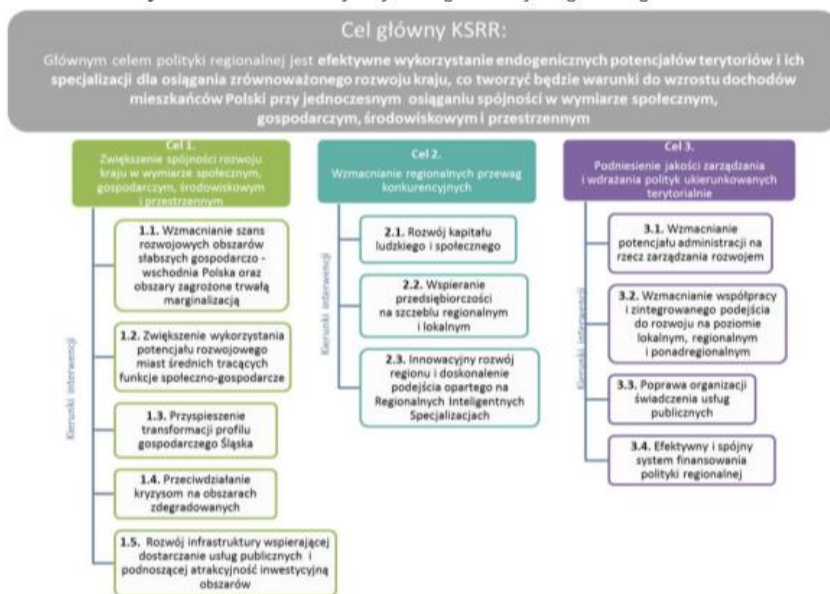 Cel główny KSRR:
Głównym celem polityki regionalnej jest efektywne wykorzystanie endogenicznych potencjałów terytoriów i ich
specjalizacji dla osiągania zrównoważonego rozwoju kraju, co tworzyć będzie warunki do wzrostu dochodów
mieszkańców Polski przy jednoczesnym osiąganiu spójności w wymiarze społecznym,
gospodarczym, środowiskowym i przestrzennym
Cel 1.
Zwiększenie spójności rozwoju
kraju w wymiarze społecznym,
gospodarczym, środowiskowym
i przestrzennym
Kierunki interwencji
1.1. Wzmacnianie szans
rozwojowych obszarów
słabszych gospodarczo -
wschodnia Polska oraz
obszary zagrożone trwałą
marginalizacją
1.2. Zwiększenie wykorzystania
potencjału rozwojowego
miast średnich tracących
funkcje społeczno-gospodarcze
1.3. Przyspieszenie
transformacji profilu
gospodarczego Śląska
1.4. Przeciwdziałanie
kryzysom na obszarach
zdegradowanych
1.5. Rozwój infrastruktury wspierającej
dostarczanie usług publicznych i
podnoszącej atrakcyjność inwestycyjną
obszarów
Cel 2.
Wzmacnianie regionalnych przewag
konkurencyjnych
Kierunki interwencji
2.1. Rozwój kapitału
ludzkiego i społecznego
2.2. Wspieranie
przedsiębiorczości
na szczeblu regionalnym
i lokalnym
2.3. Innowacyjny rozwój
regionu i doskonalenie
podejścia opartego na
Regionalnych Inteligentnych
Specjalizacjach
Cel 3.
Podniesienie jakości zarządzania
i wdrażania polityk ukierunkowanych
terytorialnie
Kierunki interwencji
3.1. Wzmacnianie
potencjału administracji na
rzecz zarządzania rozwojem
3.2. Wzmacnianie współpracy
i zintegrowanego podejścia
do rozwoju na poziomie
lokalnym, regionalnym
i ponadregionalnym
3.3. Poprawa organizacji
świadczenia usług
publicznych
3.4. Efektywny i spójny
system finansowania
polityki regionalnej